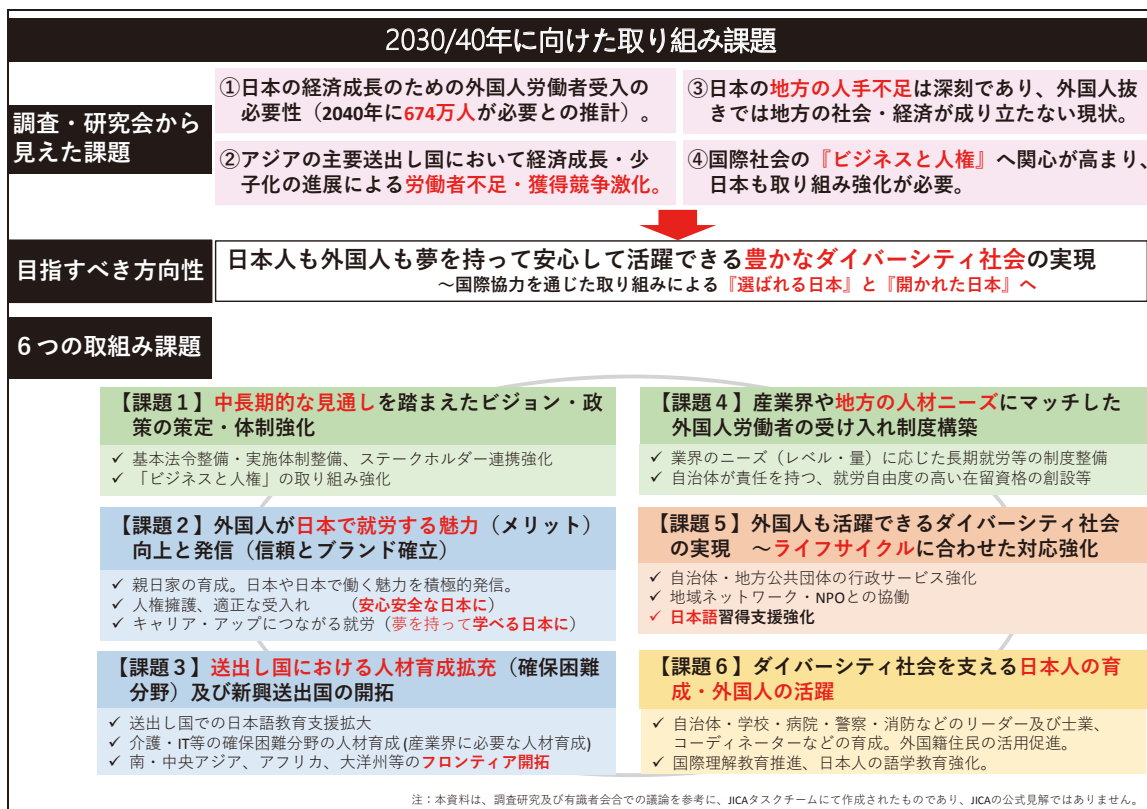 2030/40年に向けた取り組み課題
調査・研究会から
見えた課題
①日本の経済成長のための外国人労働者受入の
必要性（2040年に674万人が必要との推計）。
②アジアの主要送出し国において経済成長・少
子化の進展による労働者不足・獲得競争激化。
③日本の地方の人手不足は深刻であり、外国人抜
きでは地方の社会・経済が成り立たない現状。
④国際社会の『ビジネスと人権』へ関心が高まり、
日本も取り組み強化が必要。
目指すべき方向性
日本人も外国人も夢を持って安心して活躍できる豊かなダイバーシティ社会の実現
～国際協力を通じた取り組みによる『選ばれる日本』と『開かれた日本』へ
６つの取組み課題
【課題１】中長期的な見通しを踏まえたビジョン・政
策の策定・体制強化
✓ 基本法令整備・実施体制整備、ステークホルダー連携強化
✓ 「ビジネスと人権」の取り組み強化
【課題２】外国人が日本で就労する魅力（メリット）
向上と発信（信頼とブランド確立）
✓ 親日家の育成。日本や日本で働く魅力を積極的発信。
✓ 人権擁護、適正な受入れ （安心安全な日本に）
✓ キャリア・アップにつながる就労（夢を持って学べる日本に）
【課題３】送出し国における人材育成拡充（確保困難
分野）及び新興送出国の開拓
✓ 送出し国での日本語教育支援拡大
✓ 介護・IT等の確保困難分野の人材育成(産業界に必要な人材育成)
✓ 南・中央アジア、アフリカ、大洋州等のフロンティア開拓
【課題４】産業界や地方の人材ニーズにマッチした
外国人労働者の受け入れ制度構築
✓ 業界のニーズ（レベル・量）に応じた長期就労等の制度整備
✓ 自治体が責任を持つ、就労自由度の高い在留資格の創設等
【課題５】外国人も活躍できるダイバーシティ社会
の実現 ～ライフサイクルに合わせた対応強化
✓ 自治体・地方公共団体の行政サービス強化
✓ 地域ネットワーク・NPOとの協働
✓ 日本語習得支援強化
【課題６】ダイバーシティ社会を支える日本人の育
成・外国人の活躍
✓ 自治体・学校・病院・警察・消防などのリーダー及び士業、
コーディネーターなどの育成。外国籍住民の活用促進。
✓ 国際理解教育推進、日本人の語学教育強化。
注：本資料は、調査研究及び有識者会合での議論を参考に、JICAタスクチームにて作成されたものであり、JICAの公式見解ではありません。